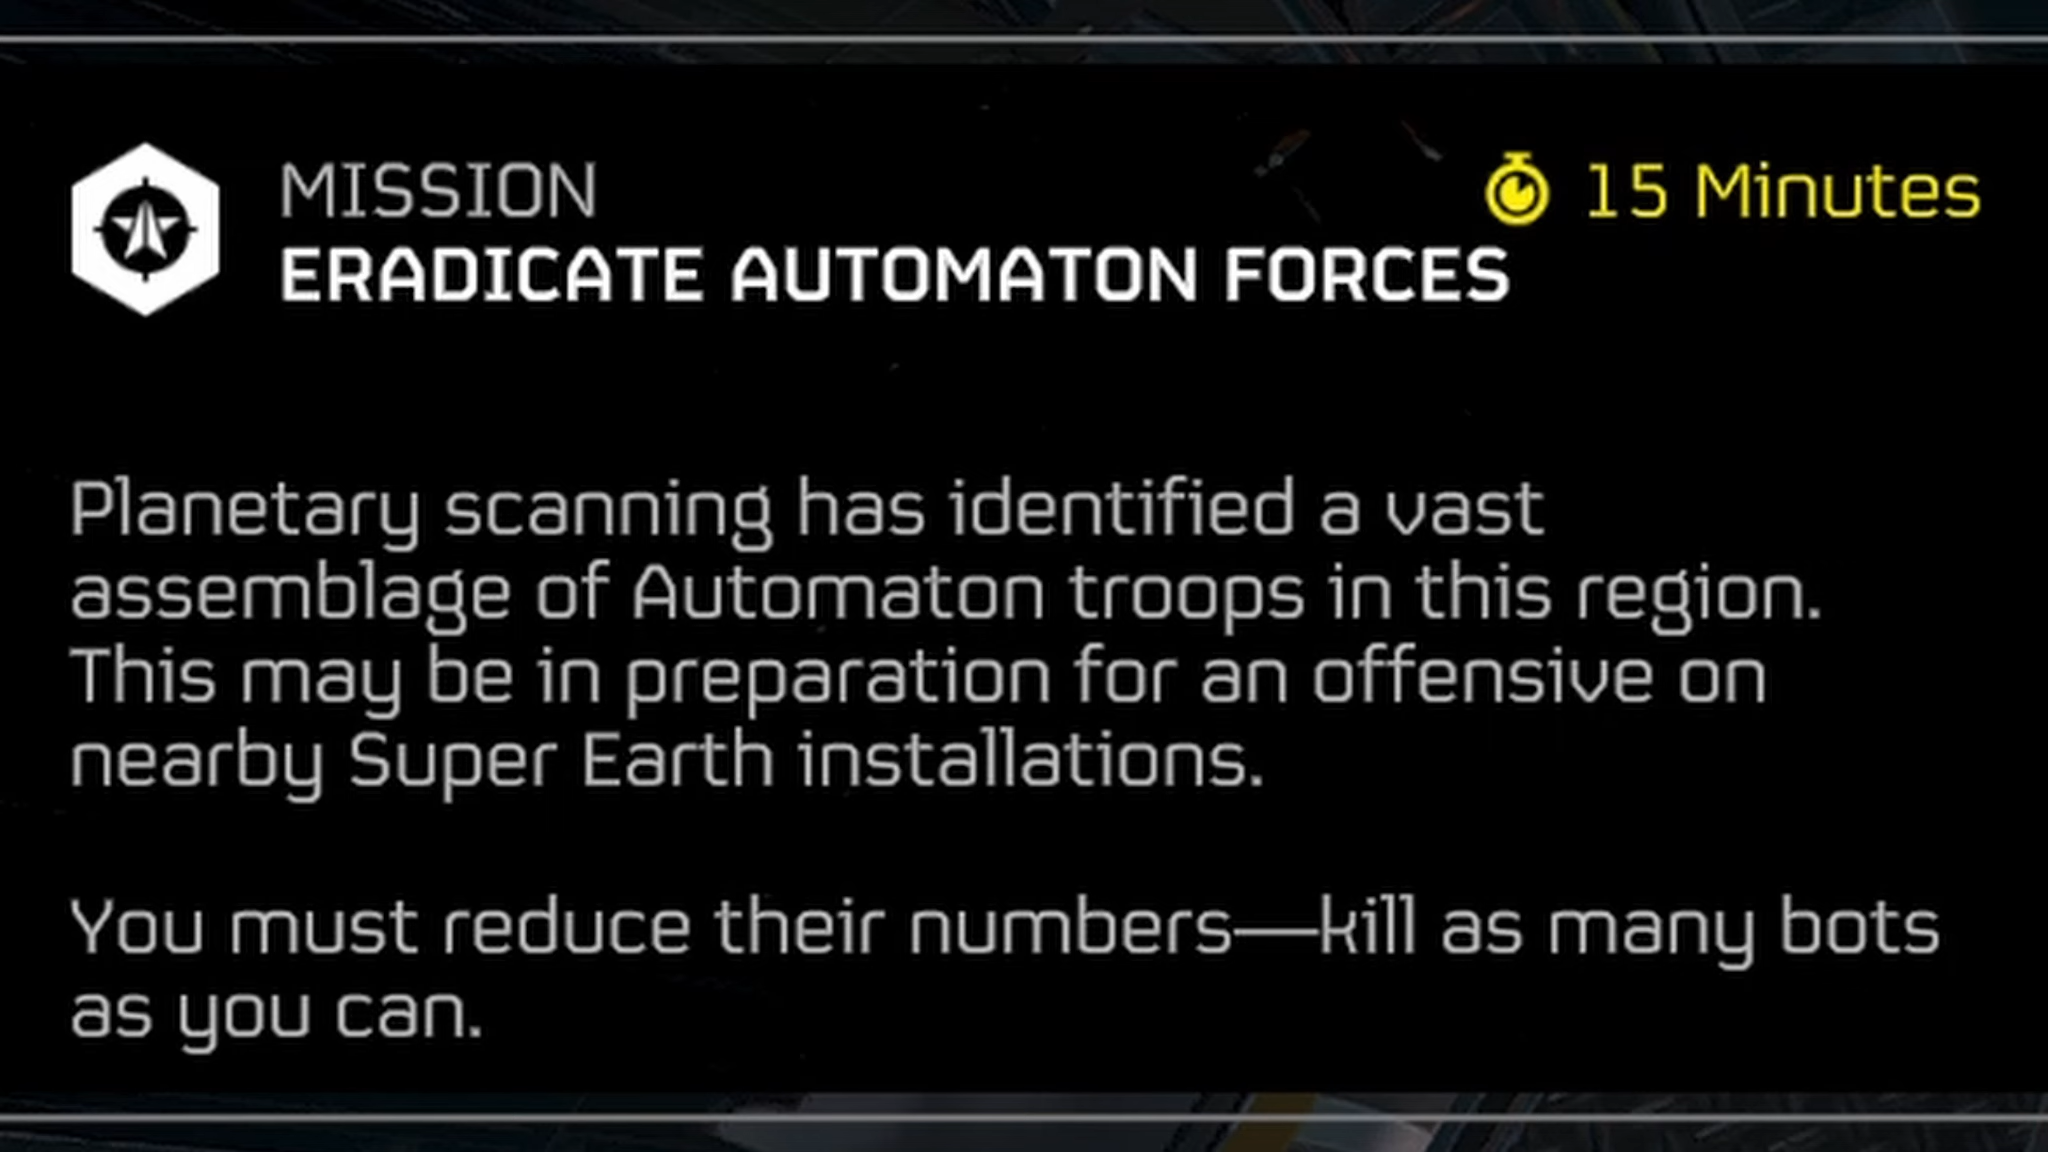 MISSION
15 Minutes
ERADICATE AUTOMATON FORCES
Planetary scanning has identified a vast
assemblage of Automaton troops in this region.
This may be in preparation for an offensive on
nearby Super Earth installations.
You must reduce their numbers—kill as many bots
as you can.